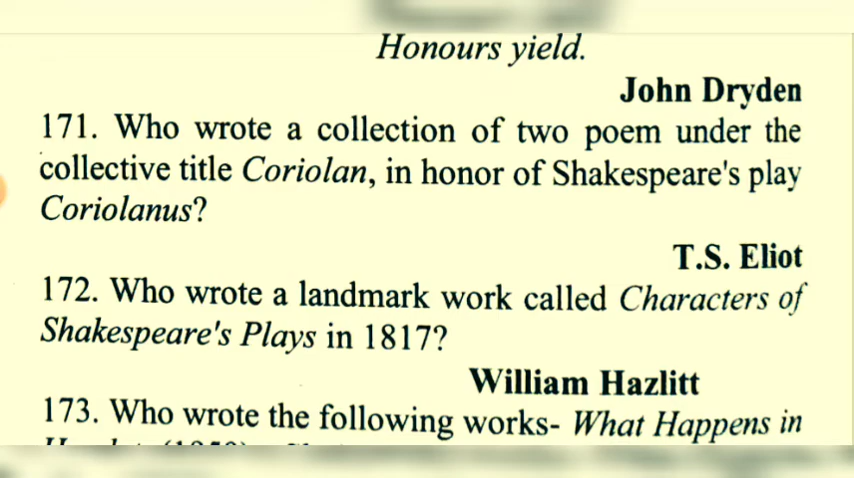 Honours yield.
John Dryden
171. Who wrote a collection of two poem under the
collective title Coriolan, in honor of Shakespeare's play
Coriolanus?
T.S. Eliot
172. Who wrote a landmark work called Characters of
Shakespeare's Plays in 1817?
William Hazlitt
173. Who wrote the following works- What Happens in